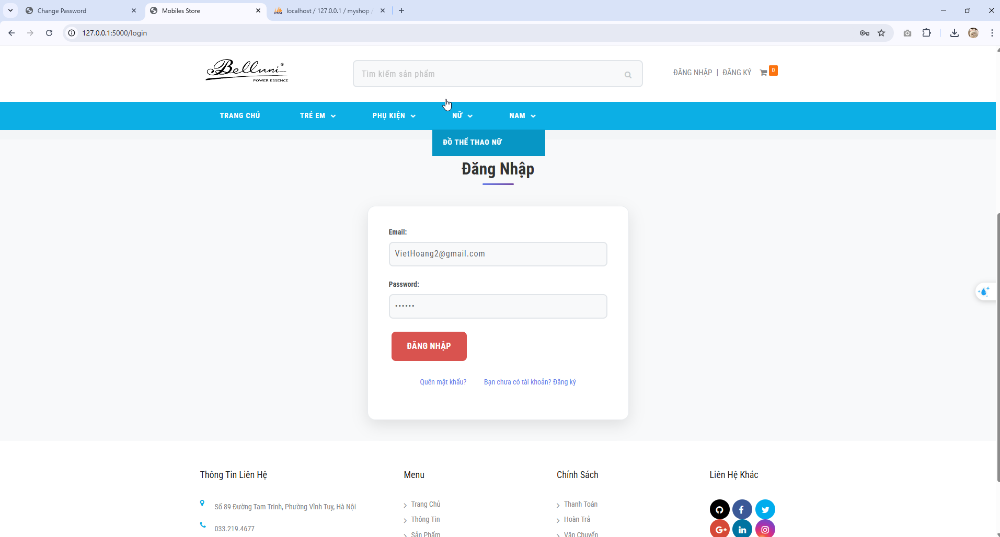 Change Password
Mobiles Store
localhost / 127.0.0.1 / myshop /
127.0.0.1:5000/login
Belluni®
POWER ESSENCE
Tìm kiếm sản phẩm
ĐĂNG NHẬP | ĐĂNG KÝ
0
TRANG CHỦ
TRẺ EM
PHỤ KIỆN
NỮ
NAM
ĐỒ THỂ THAO NỮ
Đăng Nhập
Email:
VietHoang2@gmail.com
Password:
••••••
ĐĂNG NHẬP
Quên mật khẩu?
Bạn chưa có tài khoản? Đăng ký
Thông Tin Liên Hệ
Số 89 Đường Tam Trinh, Phường Vĩnh Tuy, Hà Nội
033.219.4677
Menu
Trang Chủ
Thông Tin
Sản Phẩm
Chính Sách
Thanh Toán
Hoàn Trả
Vận Chuyển
Liên Hệ Khác